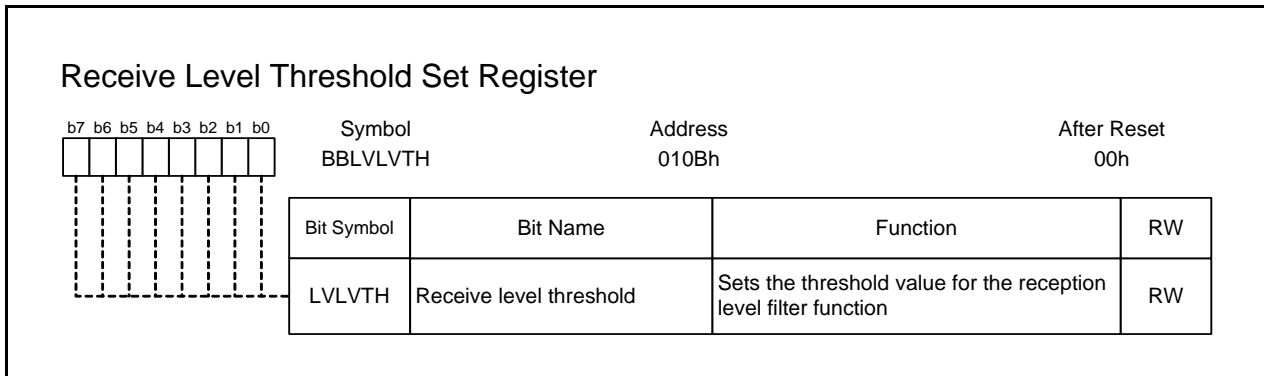 Receive Level Threshold Set Register
b7 b6 b5 b4 b3 b2 b1 b0
Symbol Address After Reset
BBLVLVTH 010Bh 00h
Bit Symbol Bit Name Function RW
LVLVTH Receive level threshold Sets the threshold value for the reception
level filter function RW